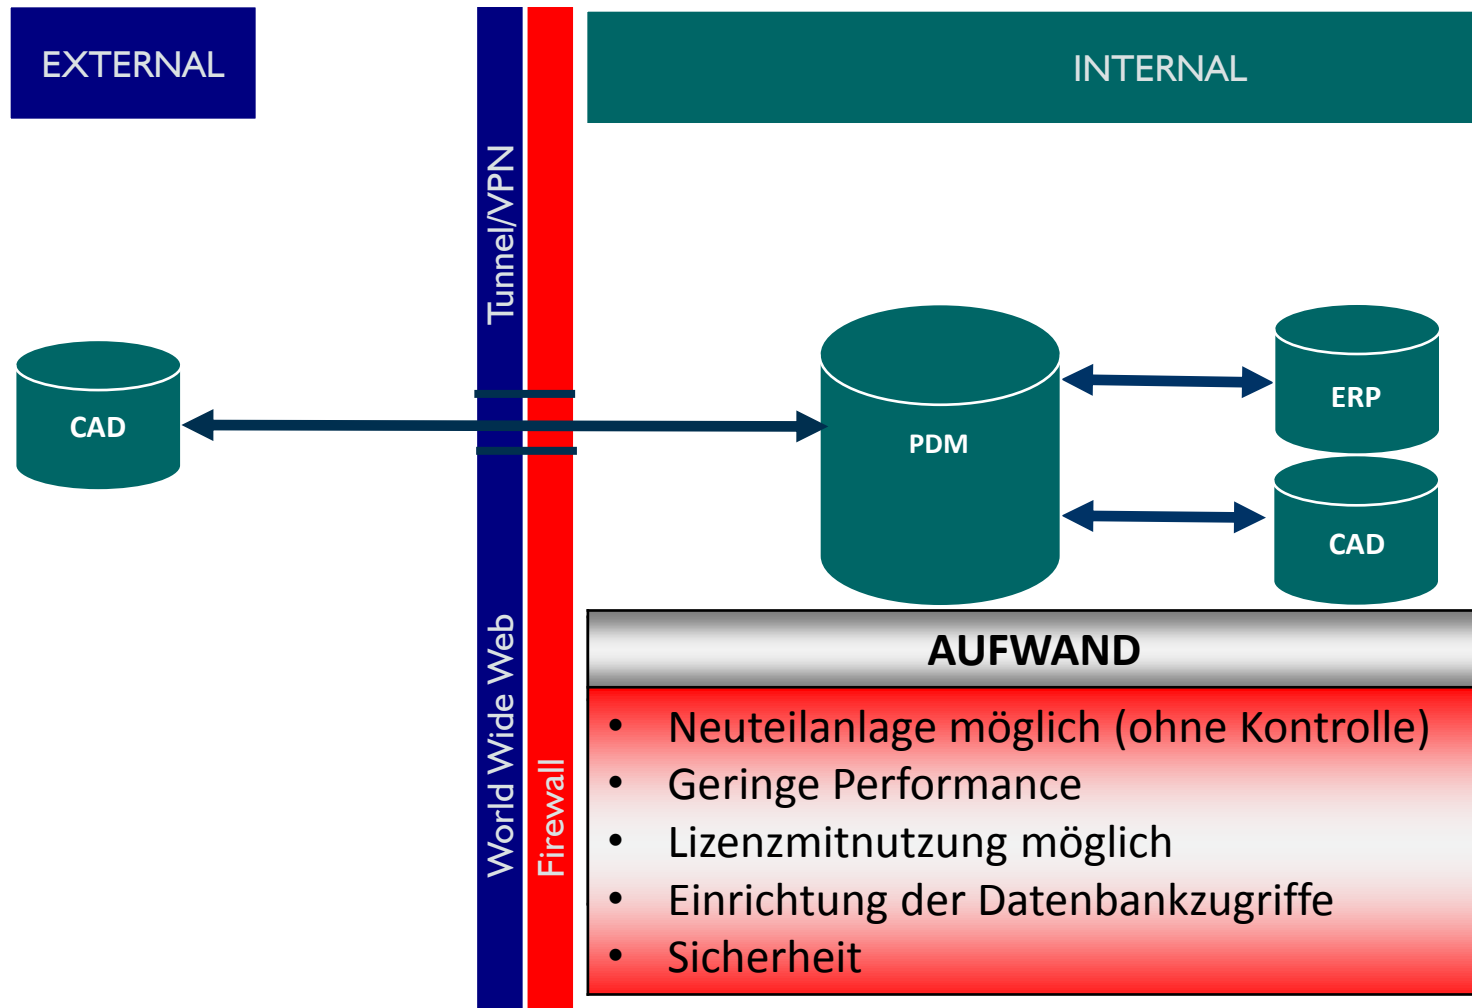 EXTERNAL
INTERNAL
Tunnel/VPN
World Wide Web
Firewall
CAD
PDM
ERP
CAD
AUFWAND
• Neuteilanlage möglich (ohne Kontrolle)
• Geringe Performance
• Lizenzmitnutzung möglich
• Einrichtung der Datenbankzugriffe
• Sicherheit